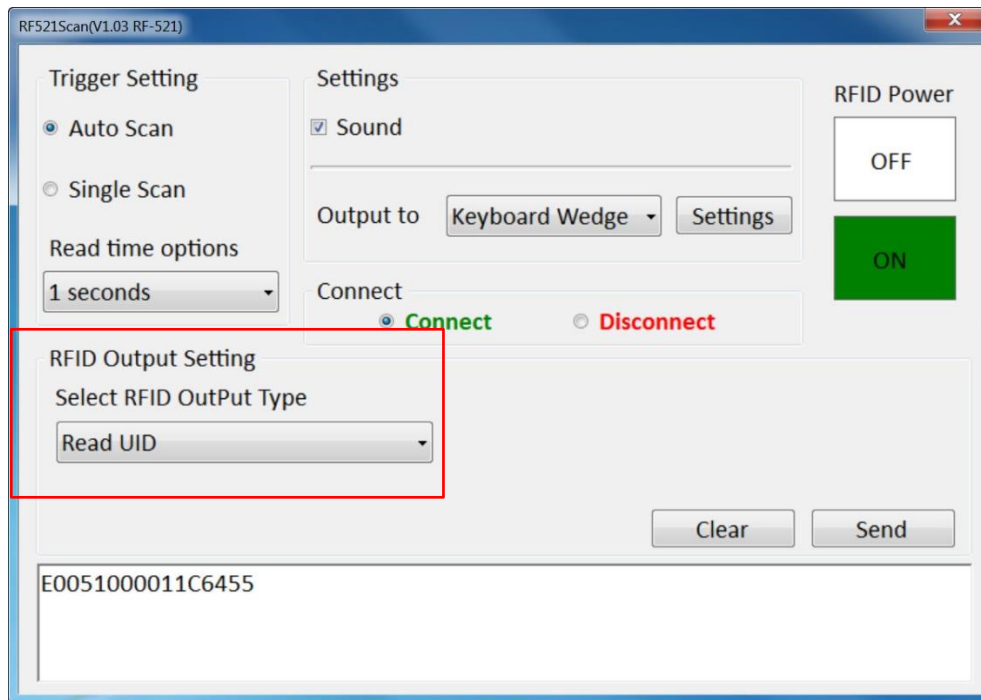 RF521Scan(V1.03 RF-521)
Trigger Setting
Auto Scan
Single Scan
Read time options
1 seconds
Settings
Sound
Output to Keyboard Wedge Settings
Connect
Connect Disconnect
RFID Power
OFF
ON
RFID Output Setting
Select RFID OutPut Type
Read UID
Clear Send
E0051000011C6455